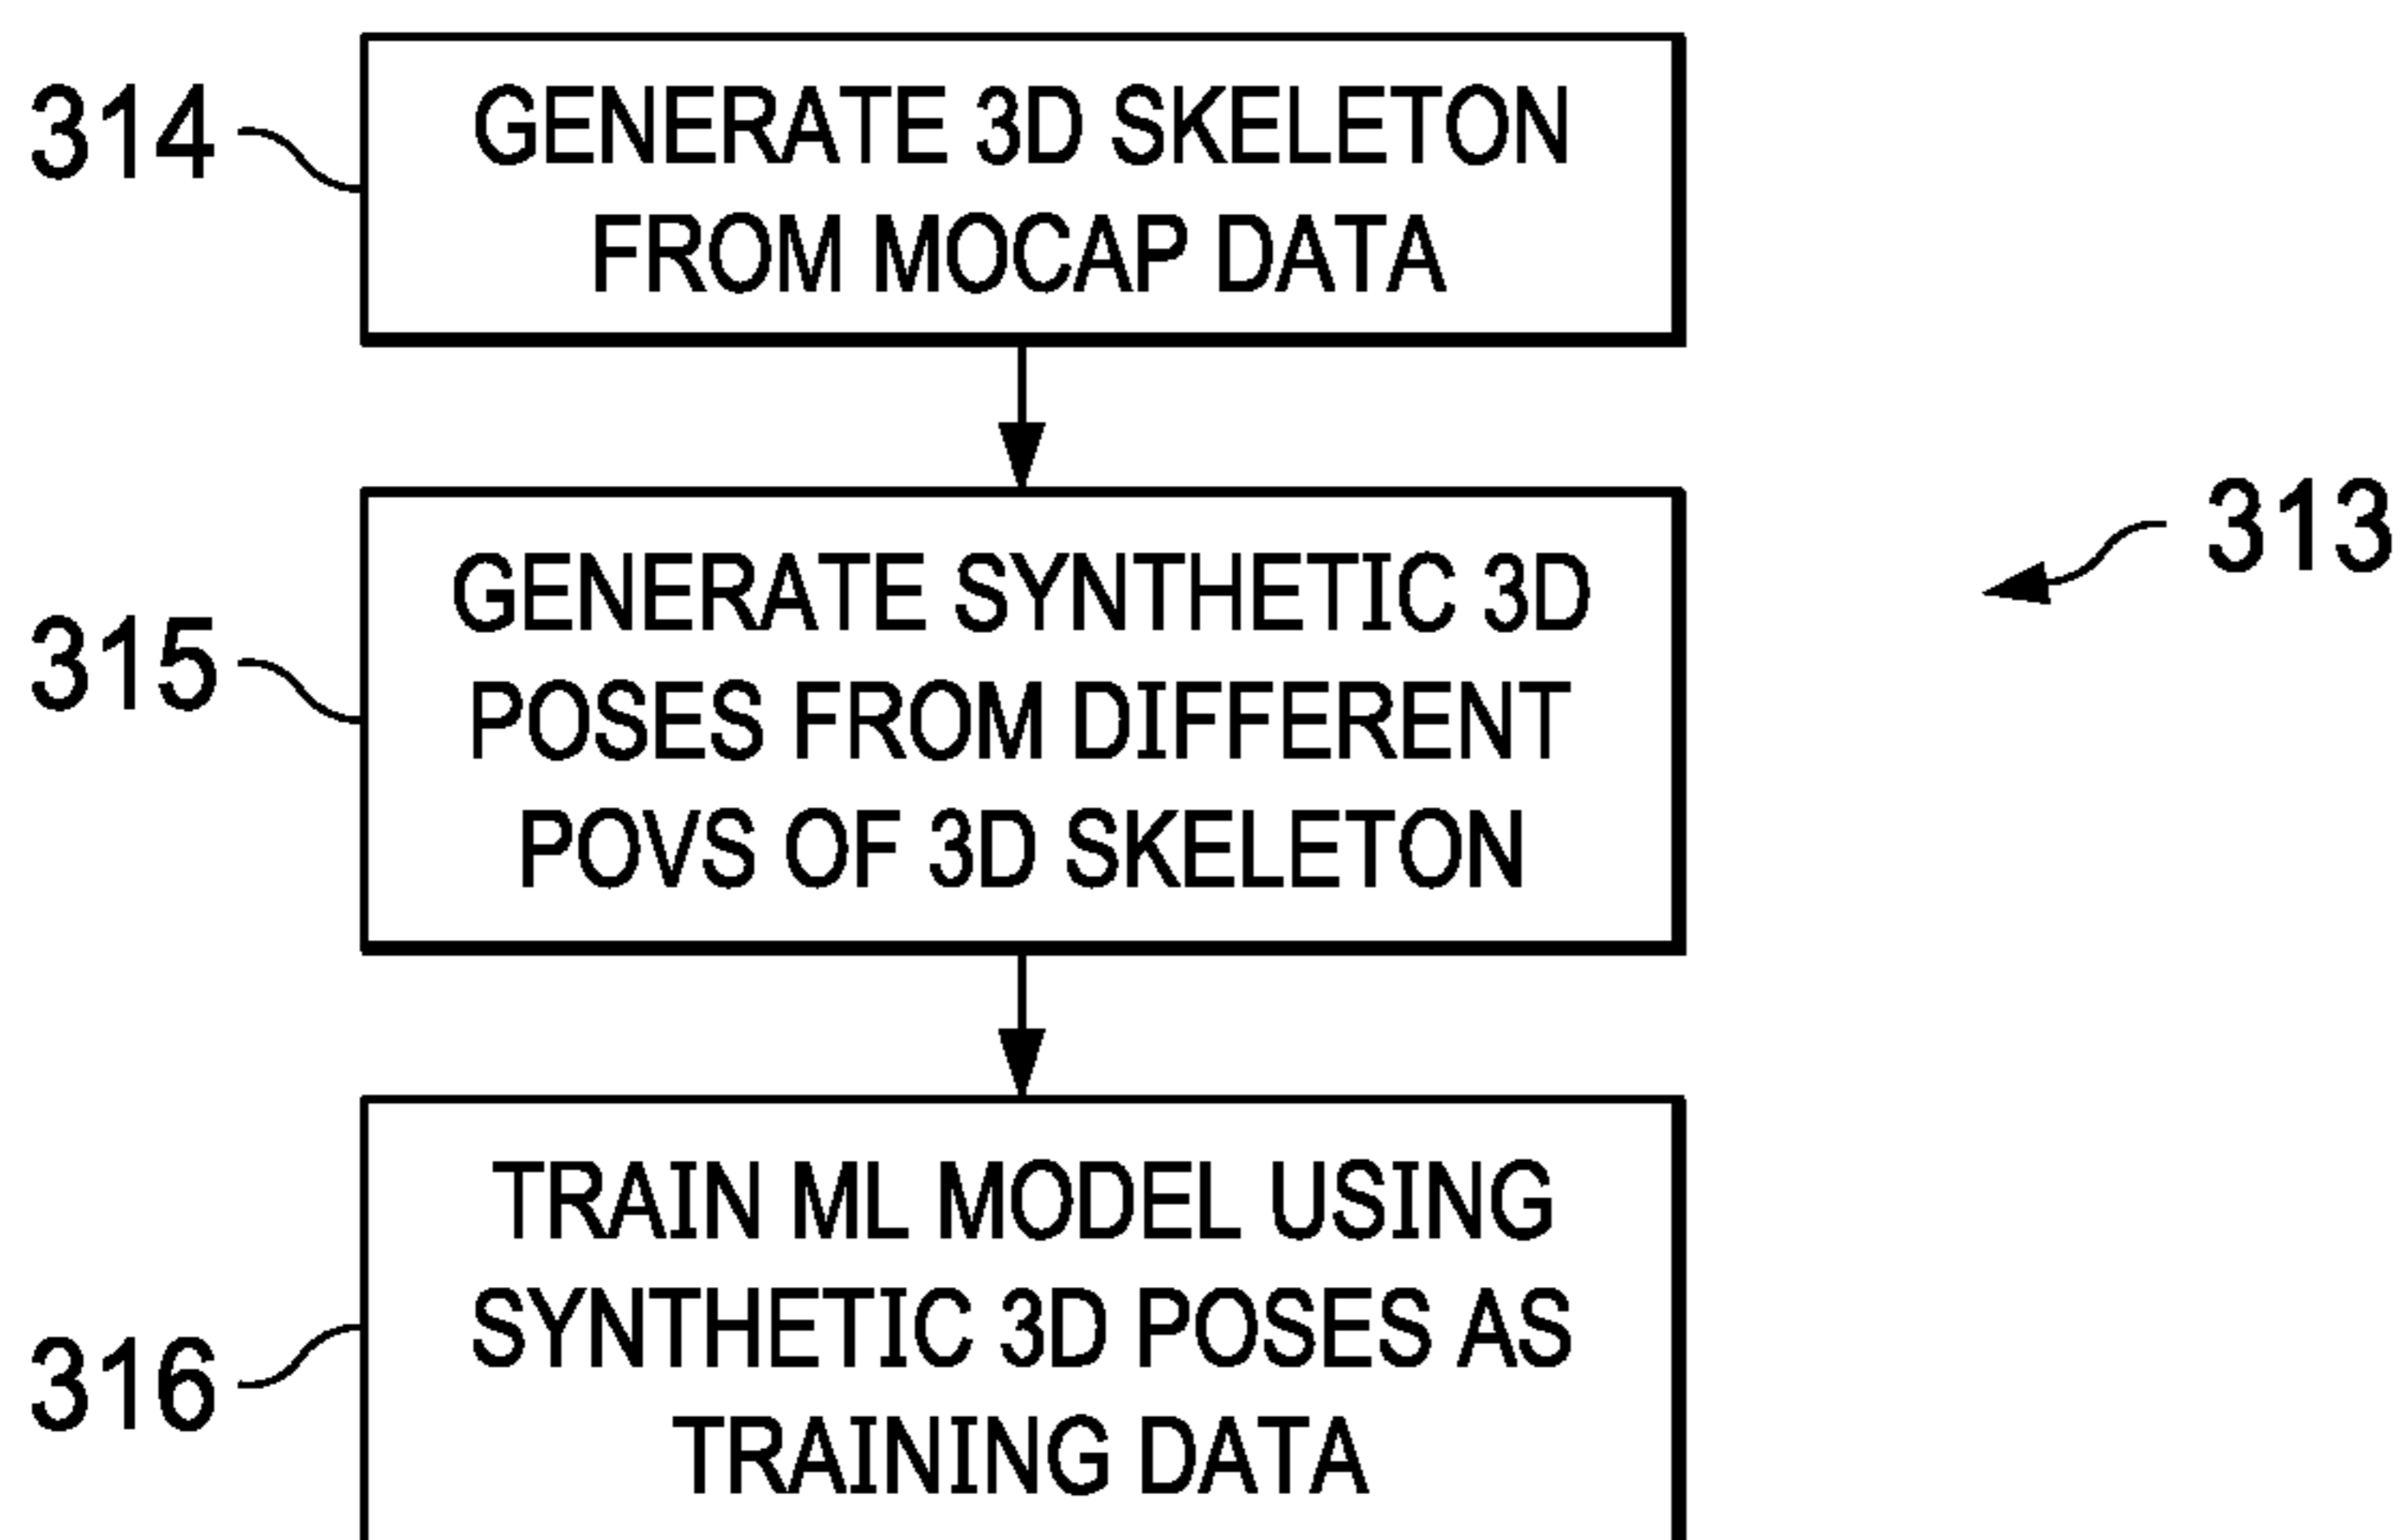 314
GENERATE 3D SKELETON
FROM MOCAP DATA
313
315
GENERATE SYNTHETIC 3D
POSES FROM DIFFERENT
POVS OF 3D SKELETON
316
TRAIN ML MODEL USING
SYNTHETIC 3D POSES AS
TRAINING DATA